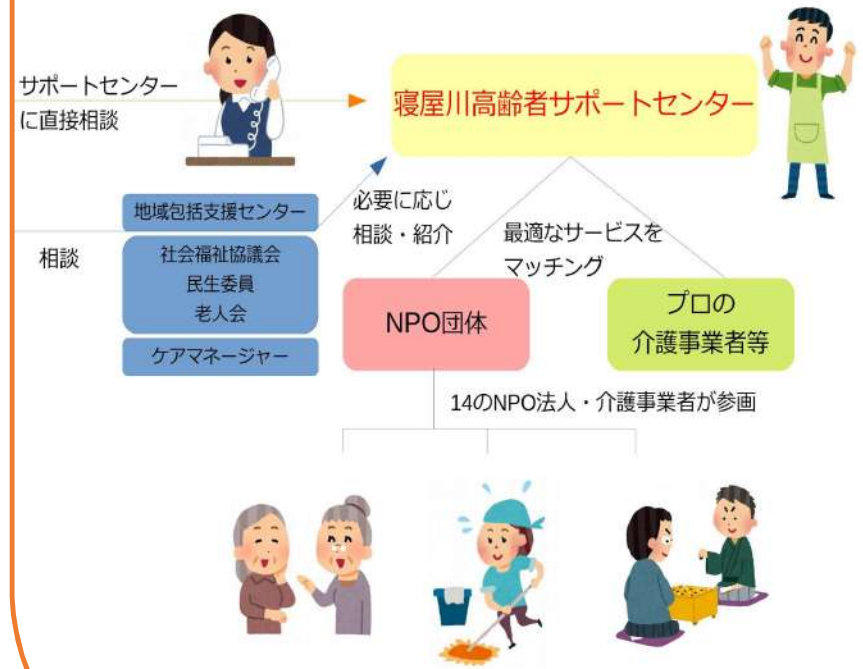 サポートセンター
に直接相談
寝屋川高齢者サポートセンター
相談
地域包括支援センター
社会福祉協議会
民生委員
老人会
ケアマネージャー
必要に応じ
相談・紹介
最適なサービスを
マッチング
NPO団体
プロの
介護事業者等
14のNPO法人・介護事業者が参画